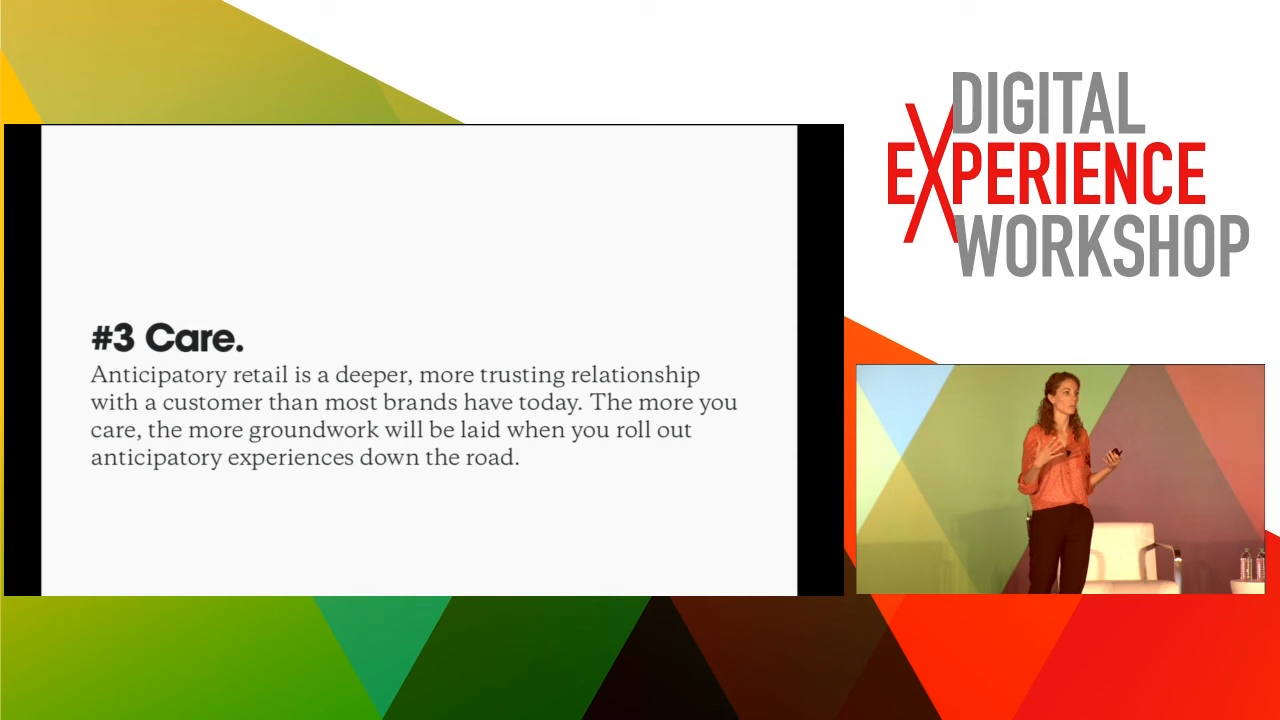 #3 Care.
Anticipatory retail is a deeper, more trusting relationship
with a customer than most brands have today. The more you
care, the more groundwork will be laid when you roll out
anticipatory experiences down the road.
DIGITAL
EXPERIENCE
WORKSHOP